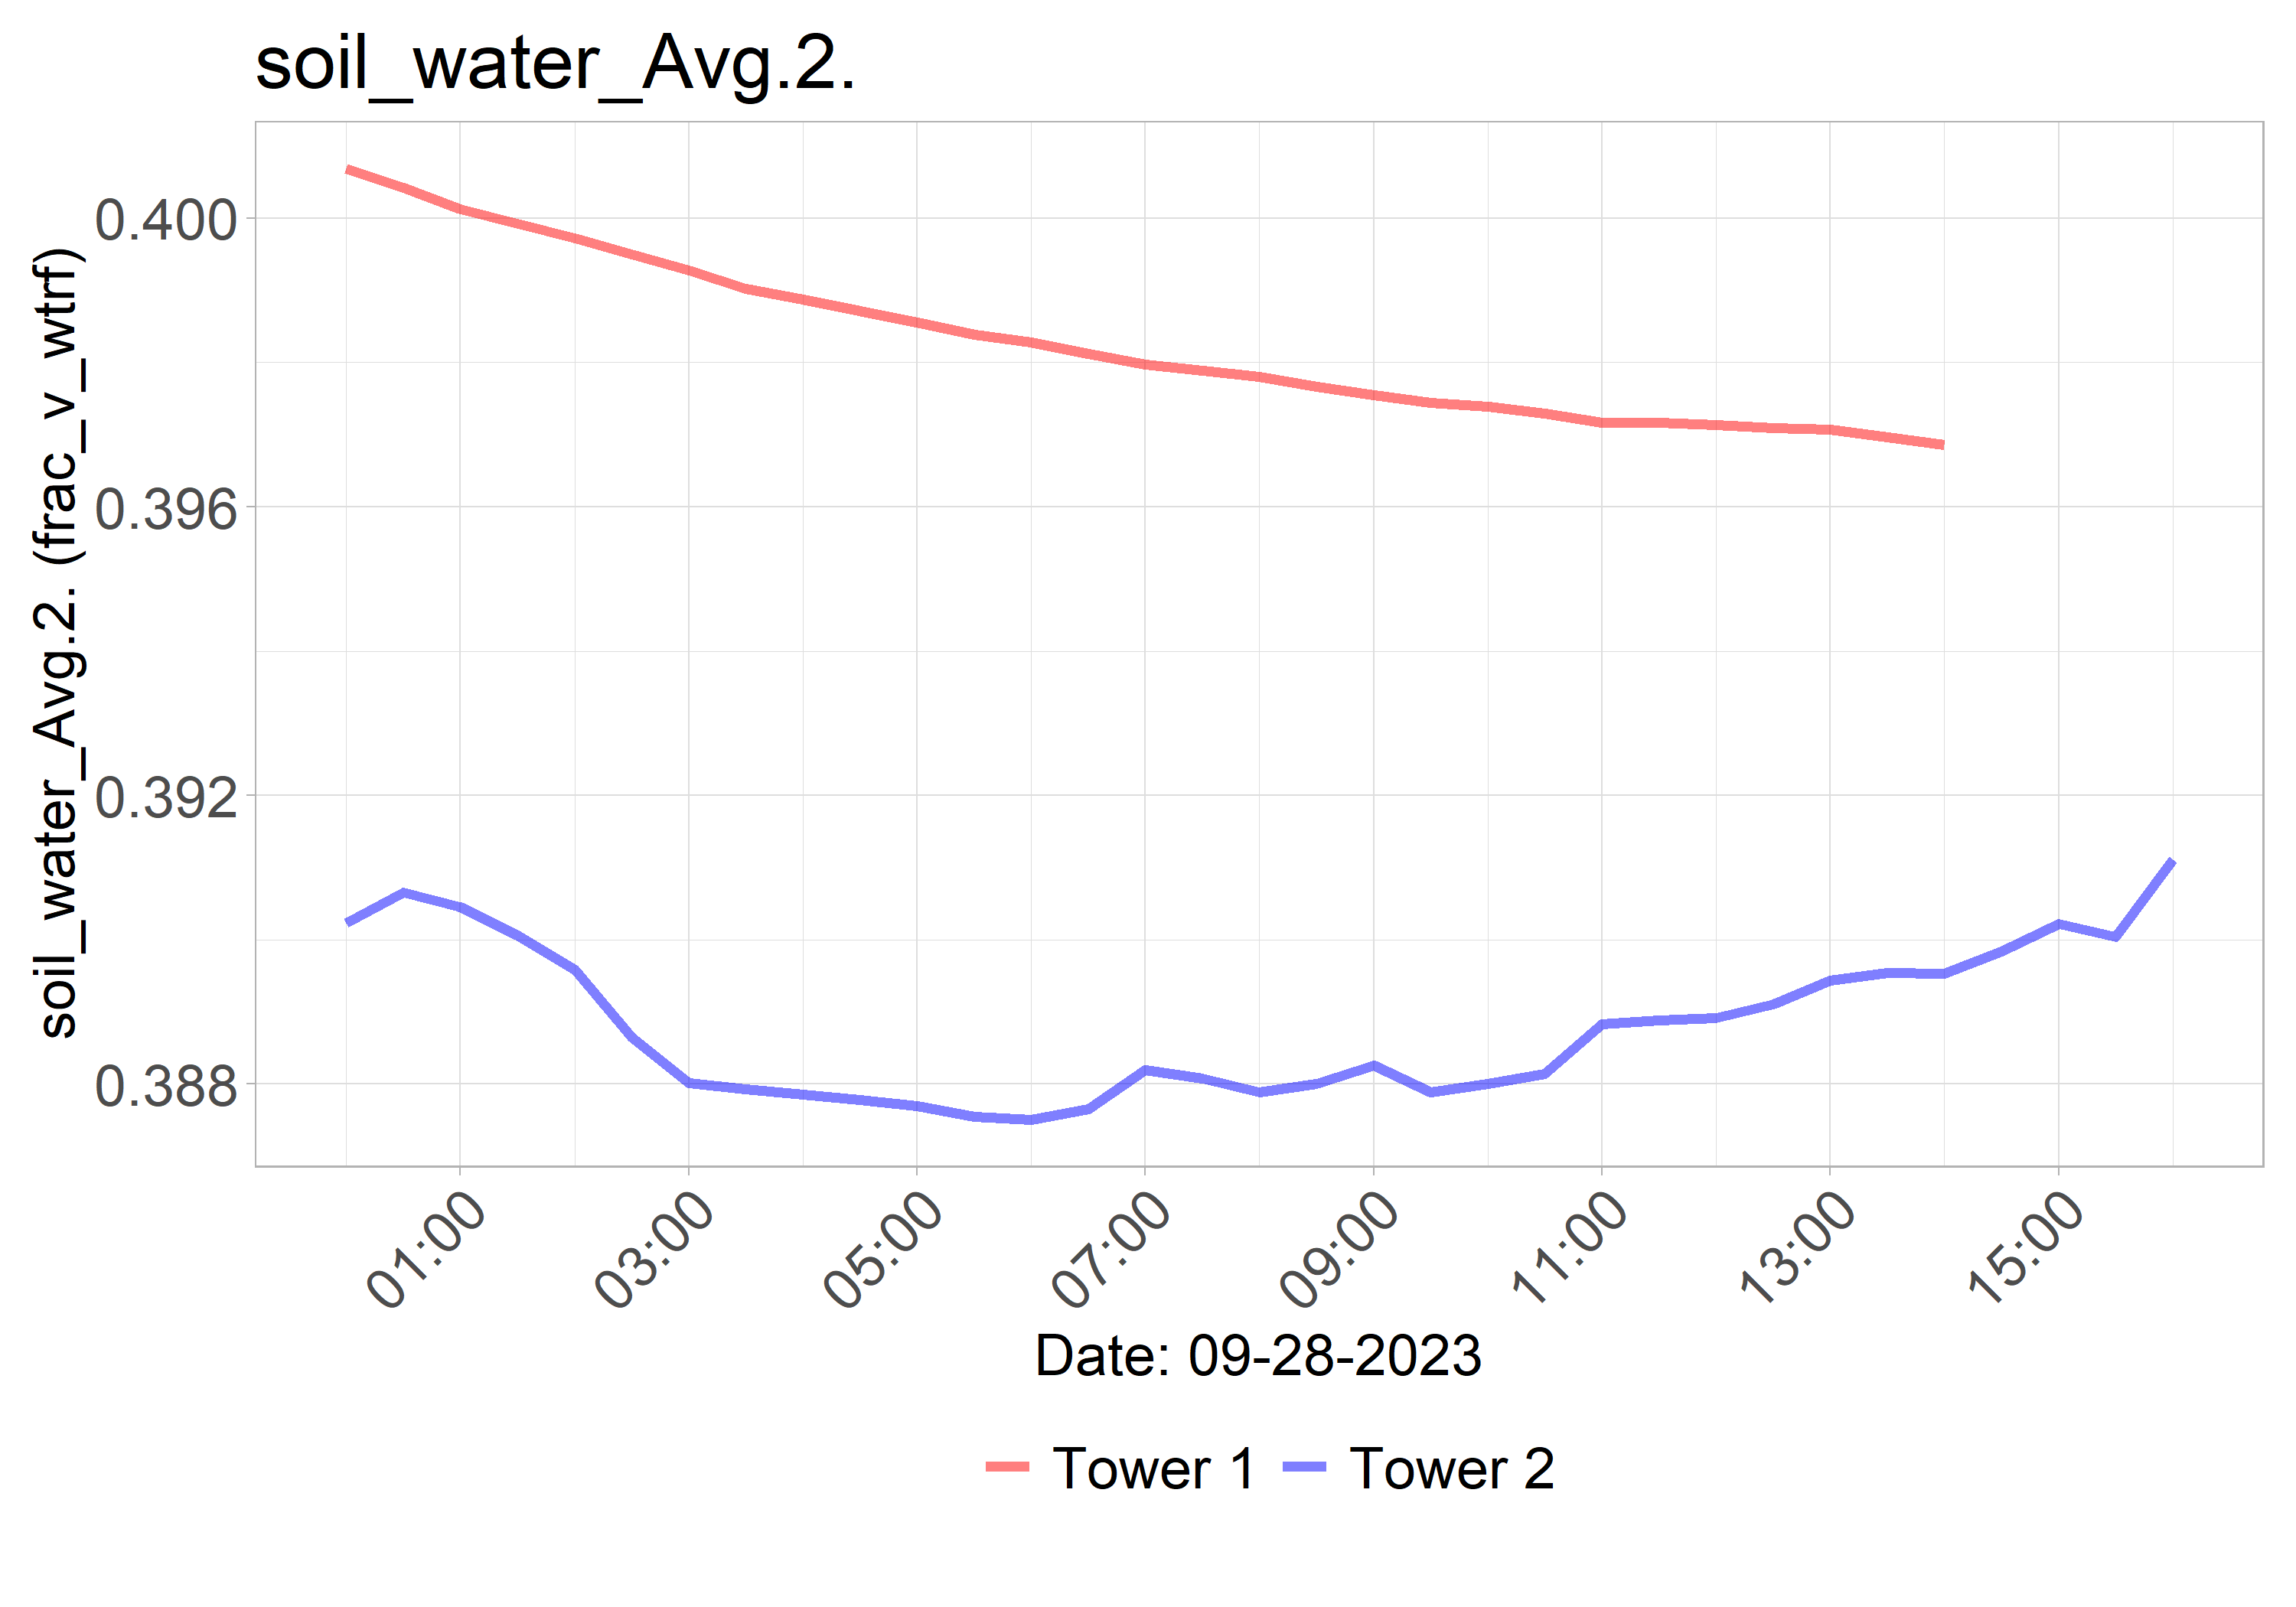 soil_water_Avg.2.
soil_water_Avg.2. (frac_v_wtrf)
0.400
0.396
0.392
0.388
01:00
03:00
05:00
07:00
09:00
11:00
13:00
15:00
Date: 09-28-2023
Tower 1
Tower 2